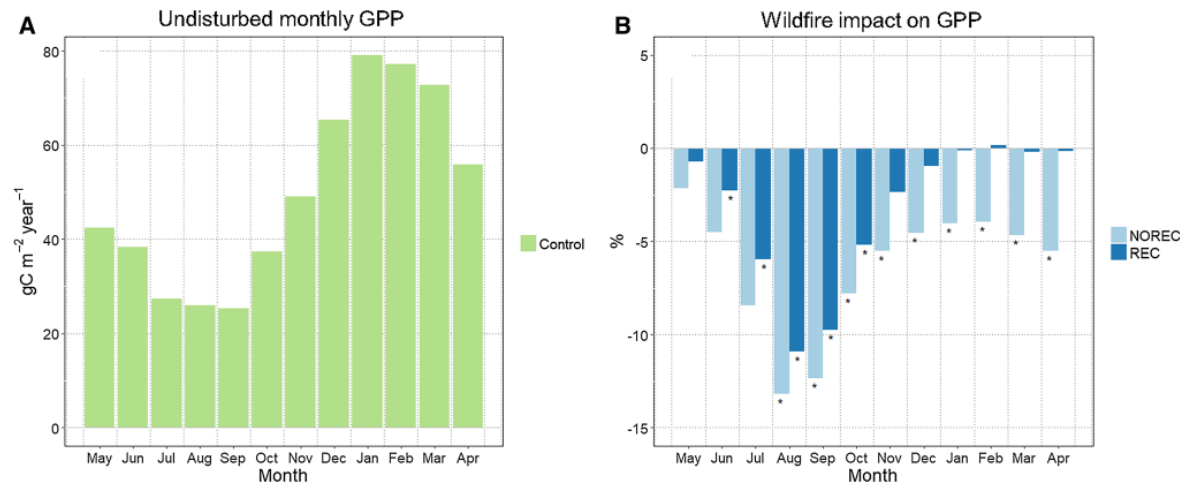 A
Undisturbed monthly GPP
80
60
40
20
0
gC m⁻² year⁻¹
May Jun Jul Aug Sep Oct Nov Dec Jan Feb Mar Apr
Month
Control
B
Wildfire impact on GPP
5
0
-5
-10
-15
%
* * * * * * * * * * * * * *
May Jun Jul Aug Sep Oct Nov Dec Jan Feb Mar Apr
Month
NOREC
REC